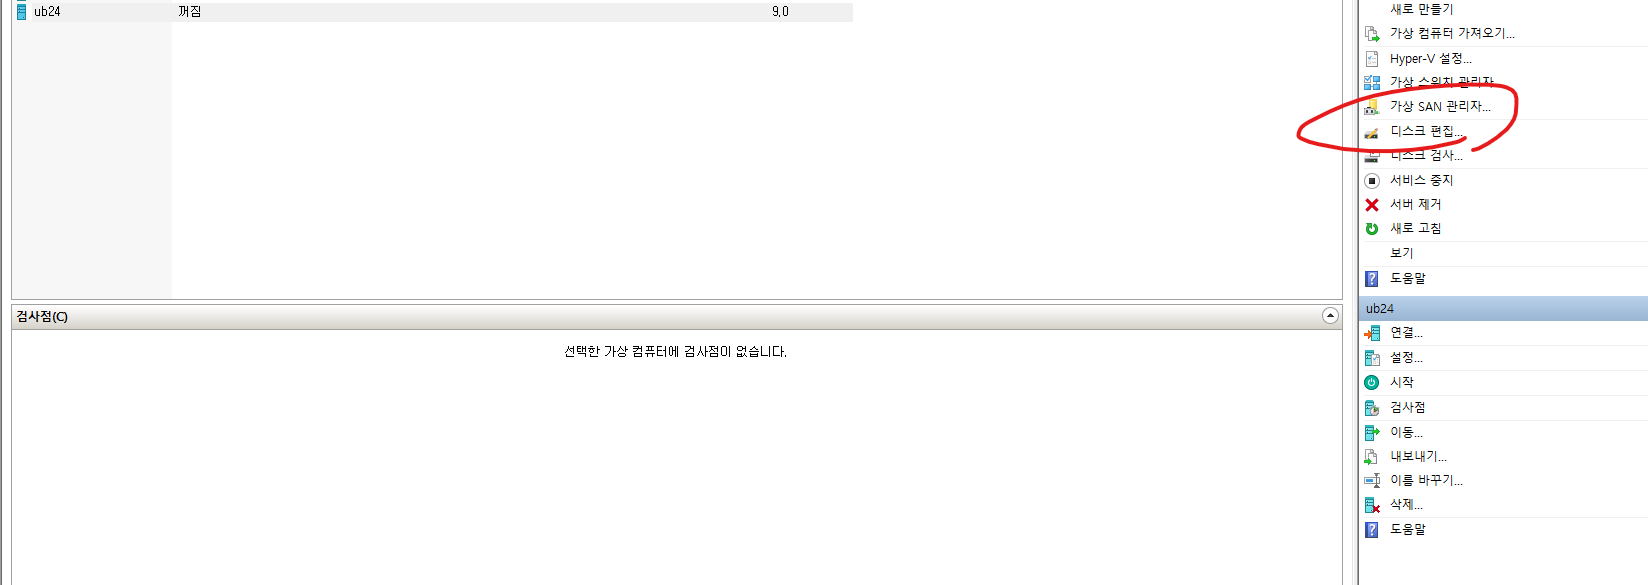 ub24 꺼짐 9.0
검사점(C)
선택한 가상 컴퓨터에 검사점이 없습니다.
새로 만들기
가상 컴퓨터 가져오기...
Hyper-V 설정...
가상 스위치 관리자...
가상 SAN 관리자...
디스크 편집...
디스크 검사...
서비스 중지
서버 제거
새로 고침
보기
도움말
ub24
연결...
설정...
시작
검사점
이동...
내보내기...
이름 바꾸기...
삭제...
도움말